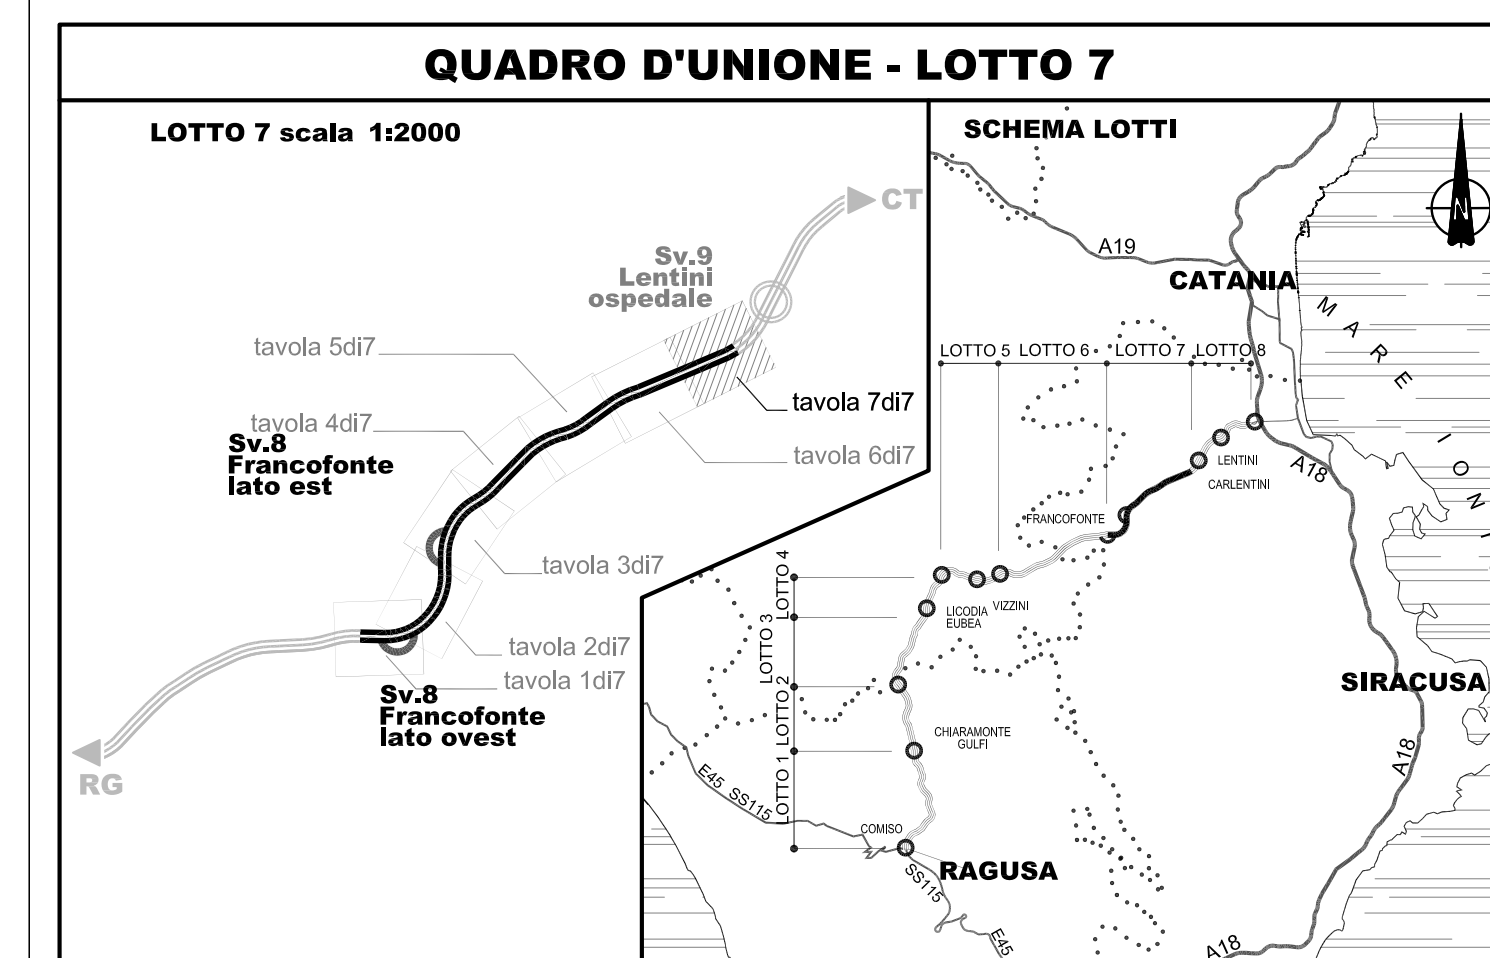 QUADRO D'UNIONE - LOTTO 7
LOTTO 7 scala 1:2000
CT
Sv.9
Lentini
ospedale
tavola 5di7
tavola 7di7
tavola 4di7
Sv.8
Francofonte
lato est
tavola 6di7
tavola 3di7
tavola 2di7
tavola 1di7
Sv.8
Francofonte
lato ovest
RG
SCHEMA LOTTI
N
A19
CATANIA
MARE
IONI
LOTTO 5
LOTTO 6
LOTTO 7
LOTTO 8
LENTINI
A18
CARLENTINI
FRANCOFONTE
LOTTO 4
LOTTO 3
LOTTO 2
LOTTO 1
LICODIA
EUBEA
VIZZINI
SIRACUSA
CHIARAMONTE
GULFI
A18
E45
SS115
COMISO
RAGUSA
SS115
E45
A18